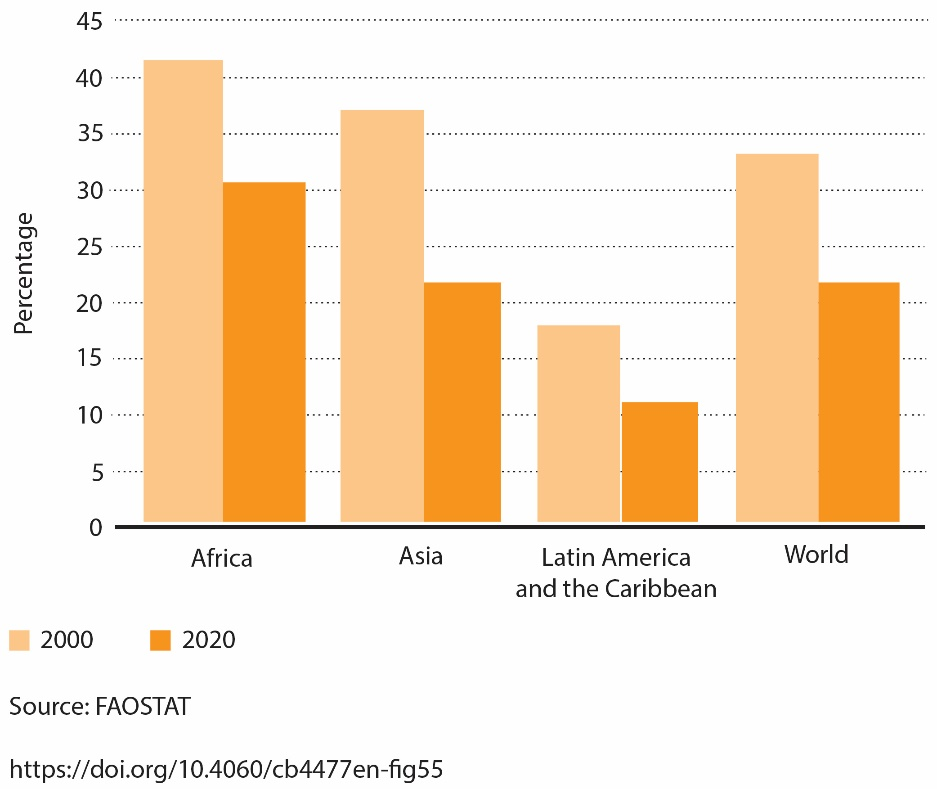 45
40
35
30
25
20
15
10
5
0
Percentage
Africa
Asia
Latin America
and the Caribbean
World
2000
2020
Source: FAOSTAT
https://doi.org/10.4060/cb4477en-fig55